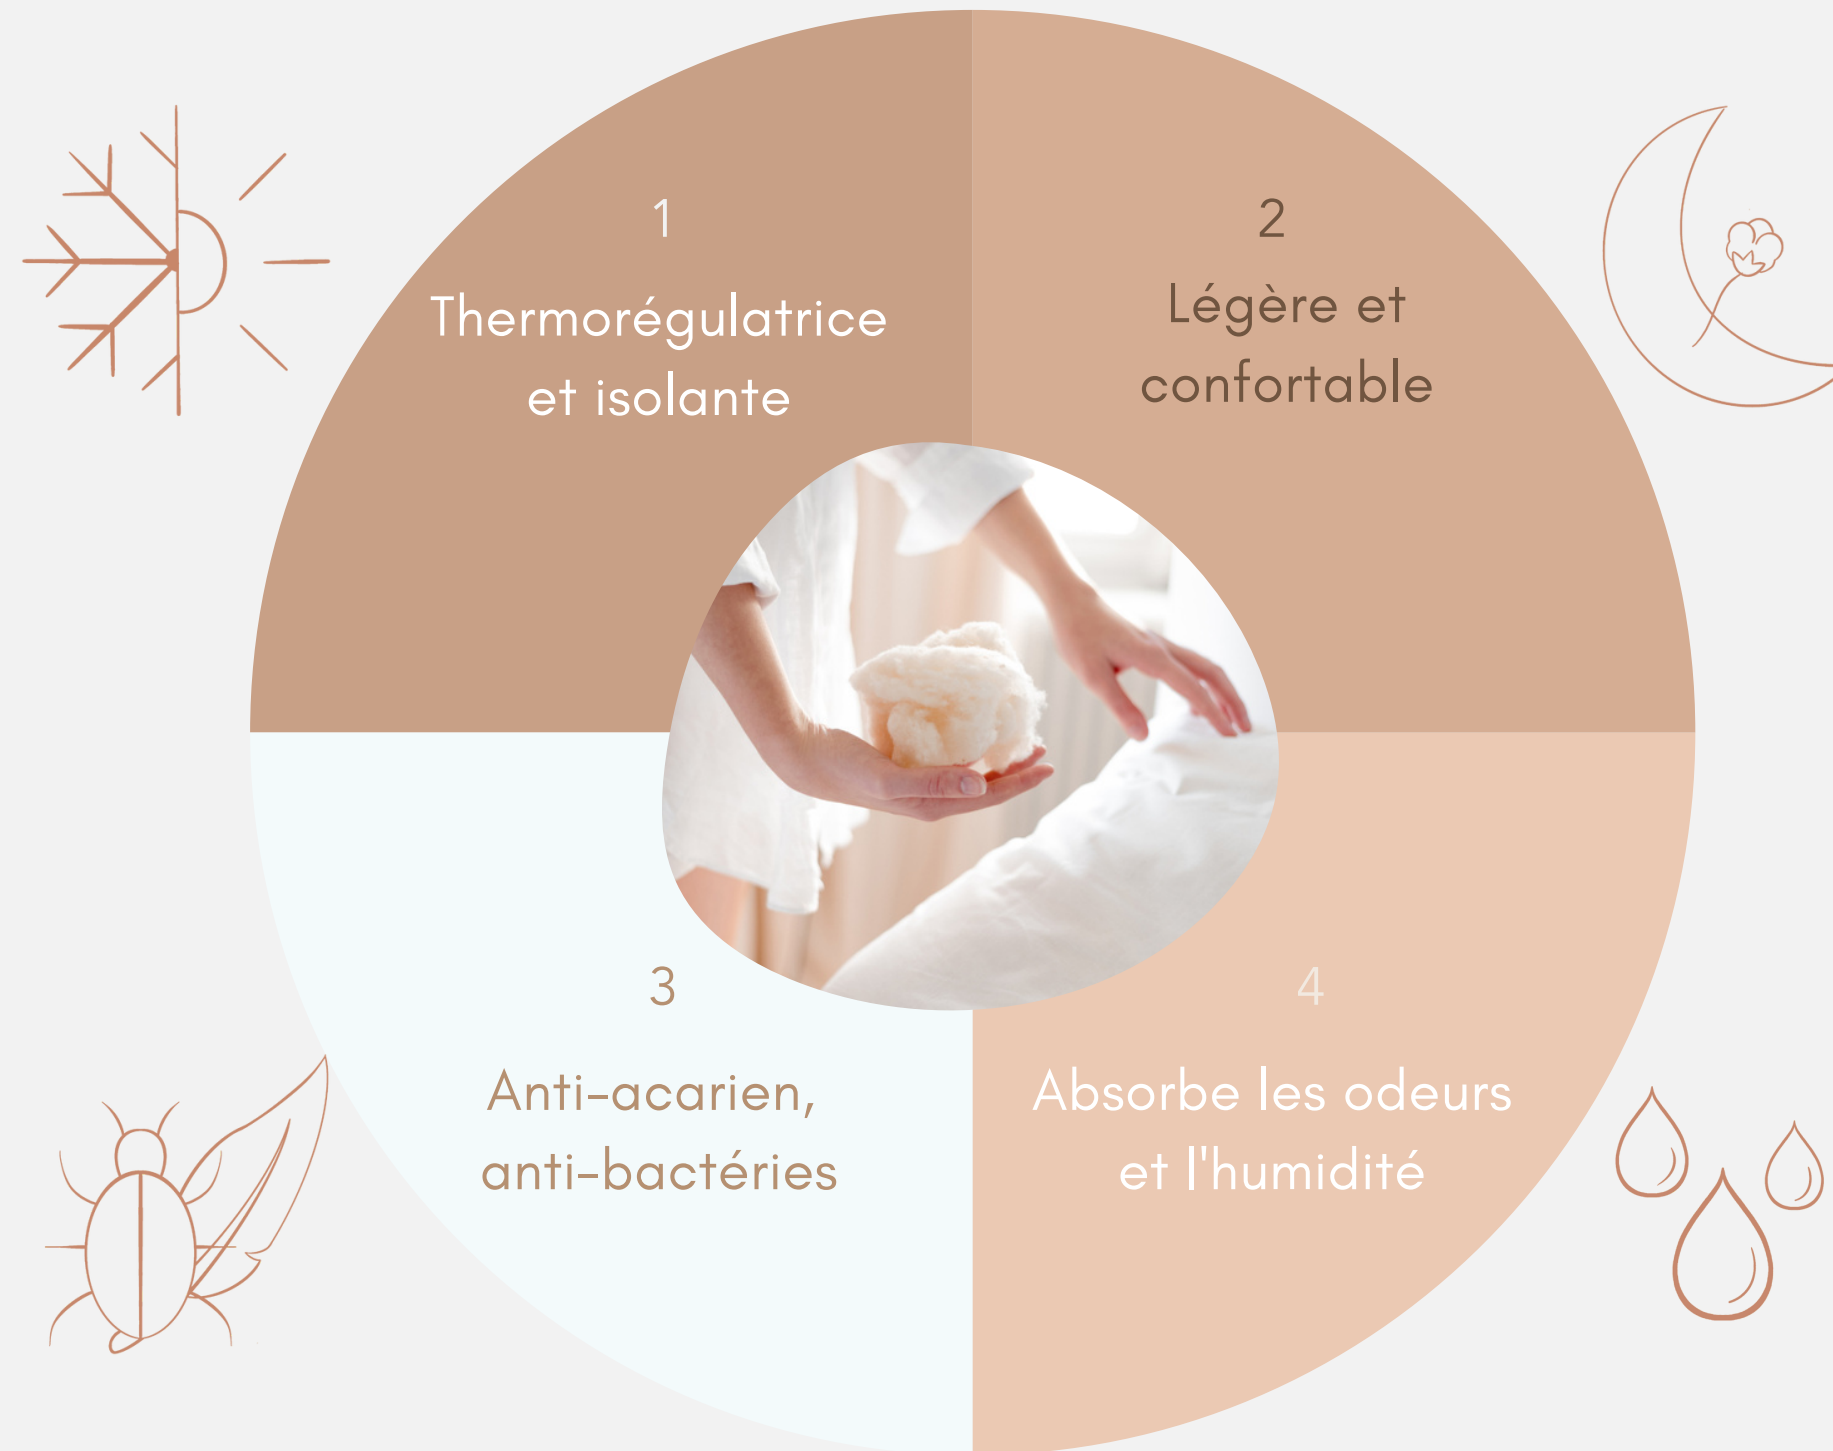 1
Thermorégulatrice
et isolante
2
Légère et
confortable
3
Anti-acarien,
anti-bactéries
4
Absorbe les odeurs
et l'humidité